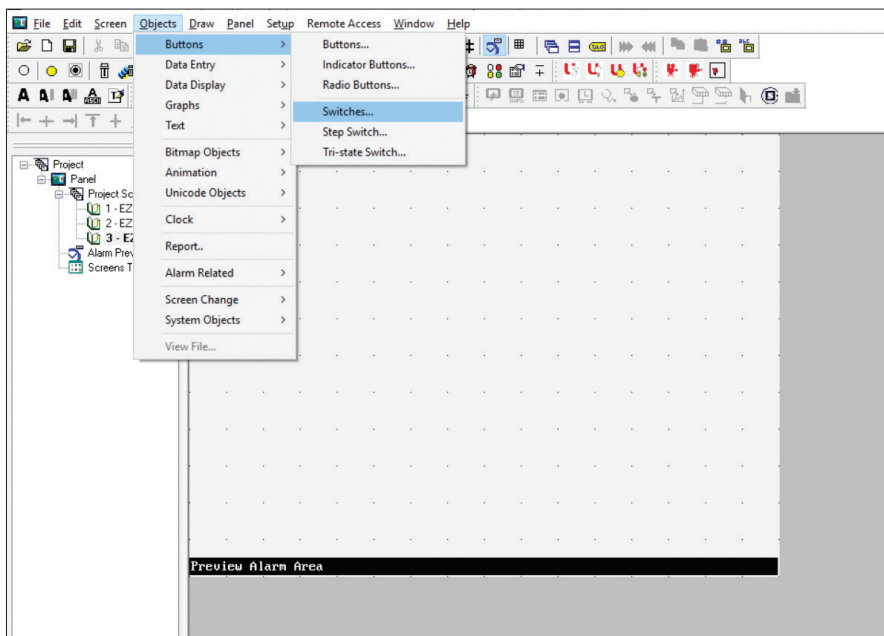 File Edit Screen Objects Draw Panel Setup Remote Access Window Help
Buttons
Data Entry
Data Display
Graphs
Text
Bitmap Objects
Animation
Unicode Objects
Clock
Report..
Alarm Related
Screen Change
System Objects
View File...
Buttons...
Indicator Buttons...
Radio Buttons...
Switches...
Step Switch...
Tri-state Switch...
Project
Panel
Project Sc
1 - EZ
2 - EZ
3 - EZ
Alarm Prev
Screens T
Preview Alarm Area